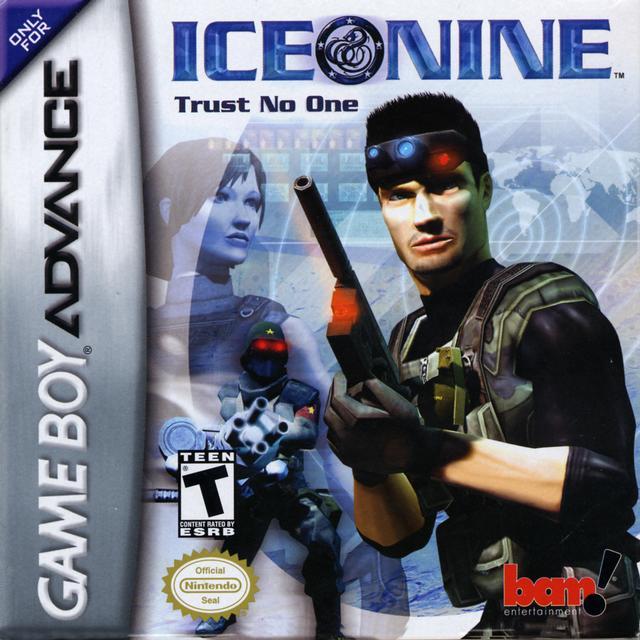 ONLY
FOR
GAME BOY ADVANCE
ICE NINE™
Trust No One
TEEN
T
®
CONTENT RATED BY
ESRB
Official
Nintendo
Seal
bam!
entertainment